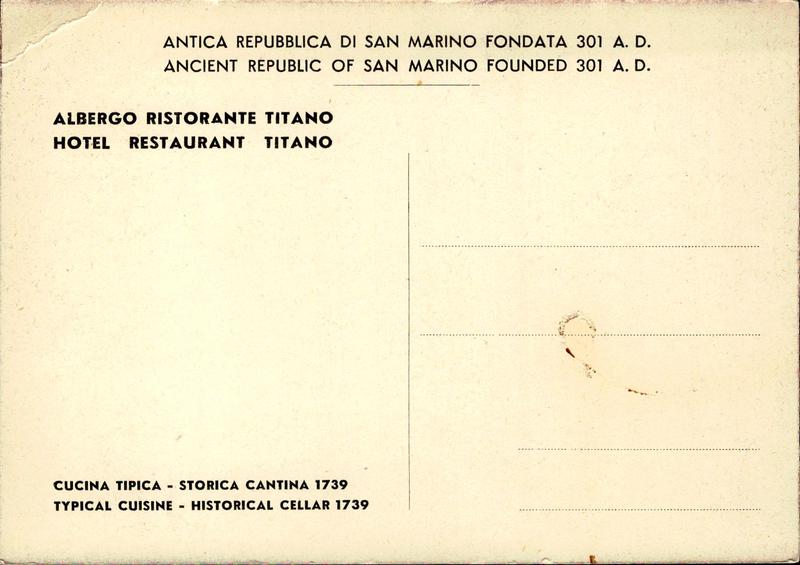 ANTICA REPUBBLICA DI SAN MARINO FONDATA 301 A. D.
ANCIENT REPUBLIC OF SAN MARINO FOUNDED 301 A. D.
ALBERGO RISTORANTE TITANO
HOTEL RESTAURANT TITANO
CUCINA TIPICA - STORICA CANTINA 1739
TYPICAL CUISINE - HISTORICAL CELLAR 1739